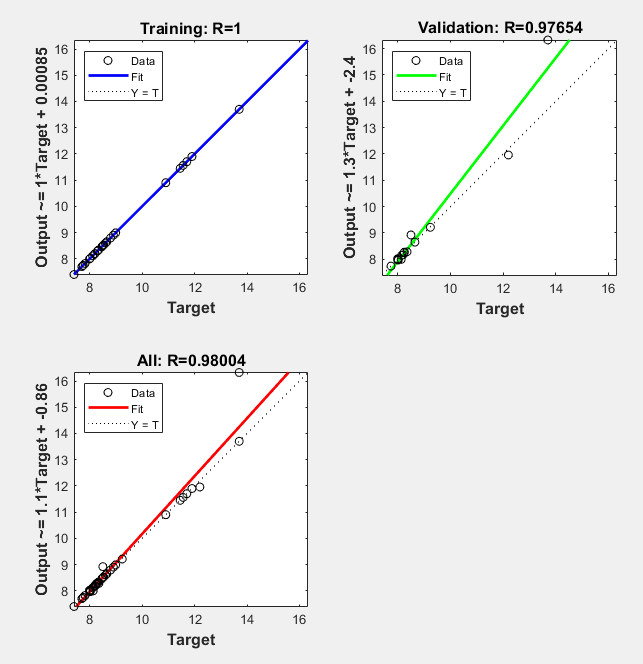 Training: R=1
Output ~= 1*Target + 0.00085
16
15
14
13
12
11
10
9
8
Data
Fit
Y = T
8
10
12
14
16
Target
Validation: R=0.97654
Output ~= 1.3*Target + -2.4
16
15
14
13
12
11
10
9
8
Data
Fit
Y = T
8
10
12
14
16
Target
All: R=0.98004
Output ~= 1.1*Target + -0.86
16
15
14
13
12
11
10
9
8
Data
Fit
Y = T
8
10
12
14
16
Target